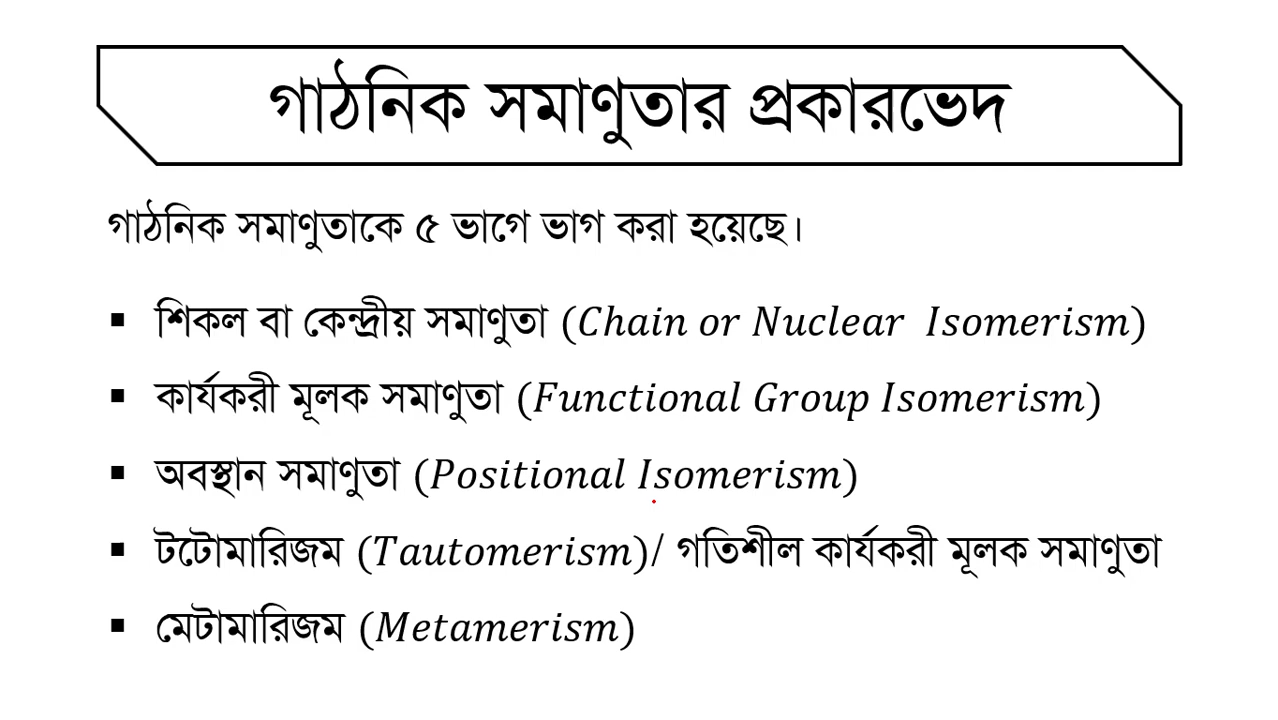 গাঠনিক সমাণুতার প্রকারভেদ
গাঠনিক সমাণুতাকে ৫ ভাগে ভাগ করা হয়েছে।
▪ শিকল বা কেন্দ্রীয় সমাণুতা (Chain or Nuclear Isomerism)
▪ কার্যকরী মূলক সমাণুতা (Functional Group Isomerism)
▪ অবস্থান সমাণুতা (Positional Isomerism)
▪ টটোমারিজম (Tautomerism)/ গতিশীল কার্যকরী মূলক সমাণুতা
▪ মেটামারিজম (Metamerism)